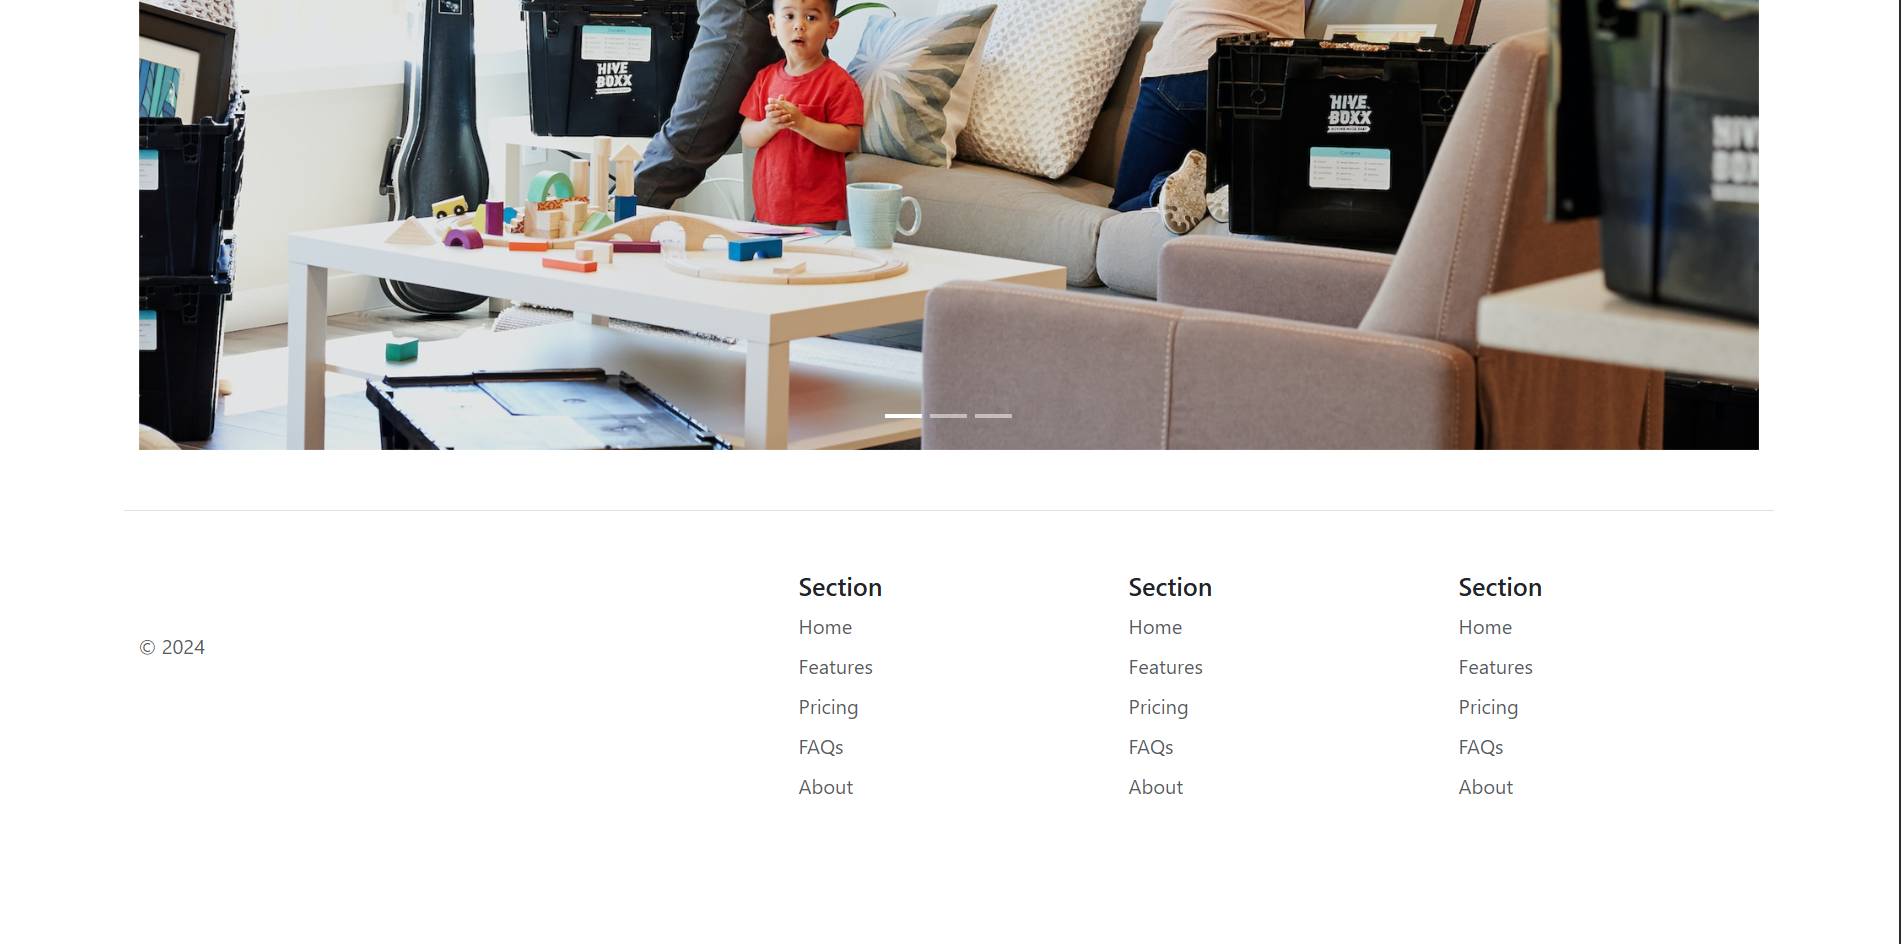 HIVE
BOXX
HIVE
BOXX
© 2024
Section
Home
Features
Pricing
FAQs
About
Section
Home
Features
Pricing
FAQs
About
Section
Home
Features
Pricing
FAQs
About